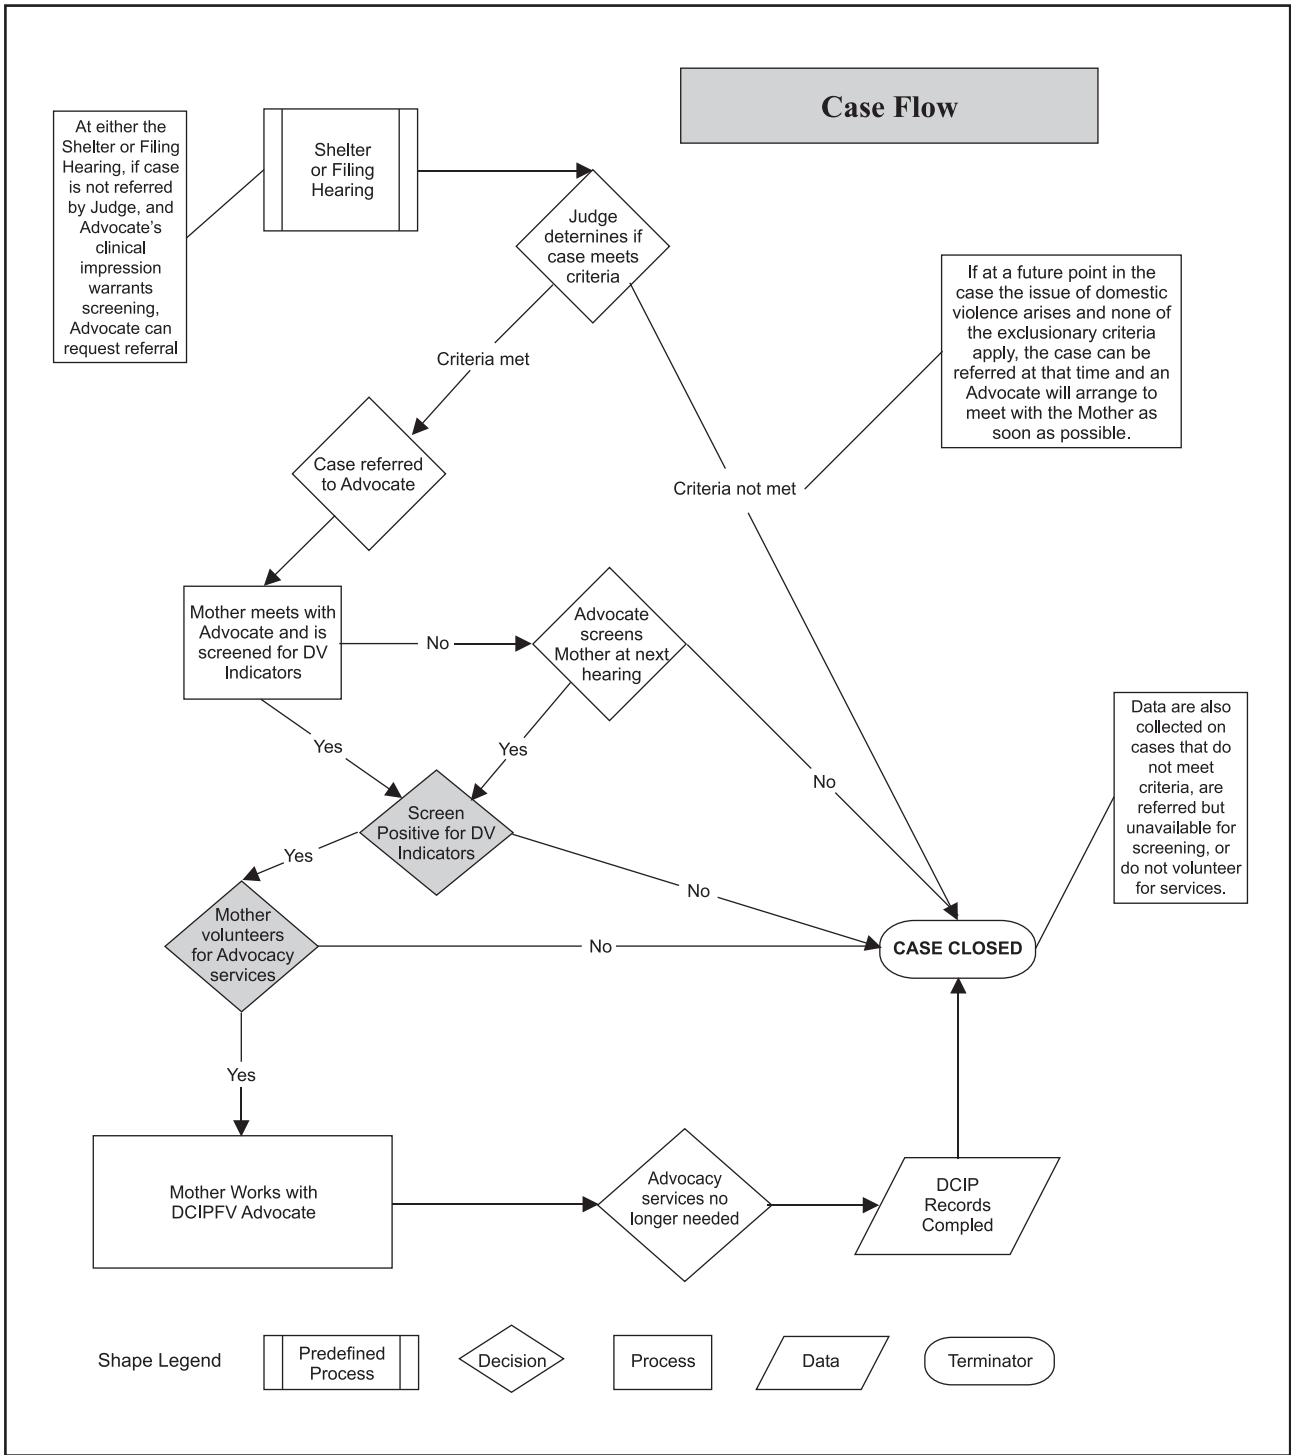 Case Flow
At either the
Shelter or Filing
Hearing, if case
is not referred
by Judge, and
Advocate’s
clinical
impression
warrants
screening,
Advocate can
request referral
Shelter
or Filing
Hearing
Judge
deternines if
case meets
criteria
If at a future point in the
case the issue of domestic
violence arises and none of
the exclusionary criteria
apply, the case can be
referred at that time and an
Advocate will arrange to
meet with the Mother as
soon as possible.
Criteria met
Case referred
to Advocate
Criteria not met
Mother meets with
Advocate and is
screened for DV
Indicators
No
Advocate
screens
Mother at next
hearing
Yes
Yes
No
Data are also
collected on
cases that do
not meet
criteria, are
referred but
unavailable for
screening, or
do not volunteer
for services.
Screen
Positive for DV
Indicators
Yes
No
Mother
volunteers
for Advocacy
services
No
CASE CLOSED
Yes
Mother Works with
DCIPFV Advocate
Advocacy
services no
longer needed
DCIP
Records
Compled
Shape Legend
Predefined
Process
Decision
Process
Data
Terminator